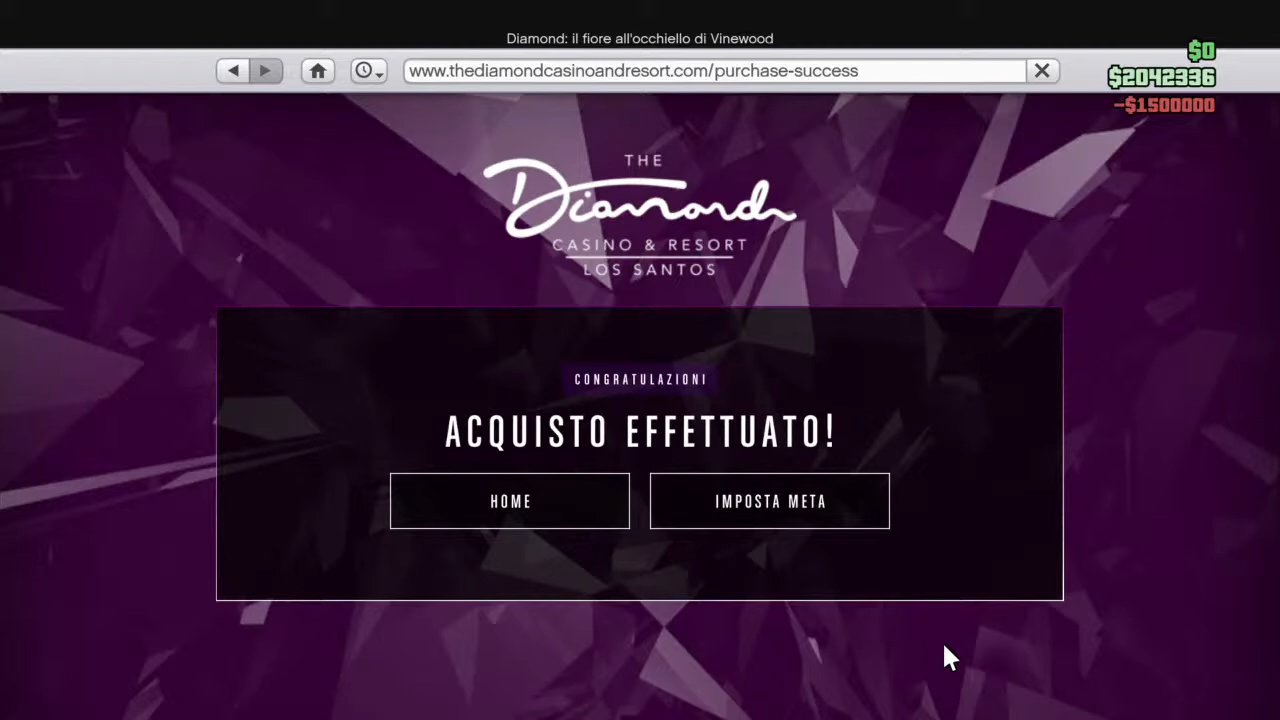 Diamond: il fiore all'occhiello di Vinewood
$0
www.thediamondcasinoandresort.com/purchase-success
$2042336
-$1500000
THE
Diamond
CASINO & RESORT
LOS SANTOS
CONGRATULAZIONI
ACQUISTO EFFETTUATO!
HOME
IMPOSTA META